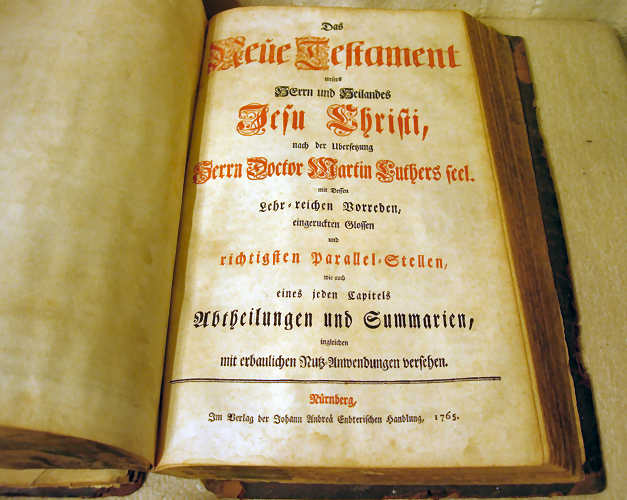 Das
Neüe Testament
unsers
HErrn und Heilandes
Jesu Christi,
nach der Ubersetzung
Herrn Doctor Martin Luthers seel.
mit Dessen
Lehr-reichen Vorreden,
eingeruckten Glossen
und
richtigsten Parallel-Stellen,
wie auch
eines jeden Capitels
Abtheilungen und Summarien,
ingleichen
mit erbaulichen Nutz-Anwendungen versehen.
Nürnberg,
Im Verlag der Johann Andreä Endterischen Handlung, 1765.